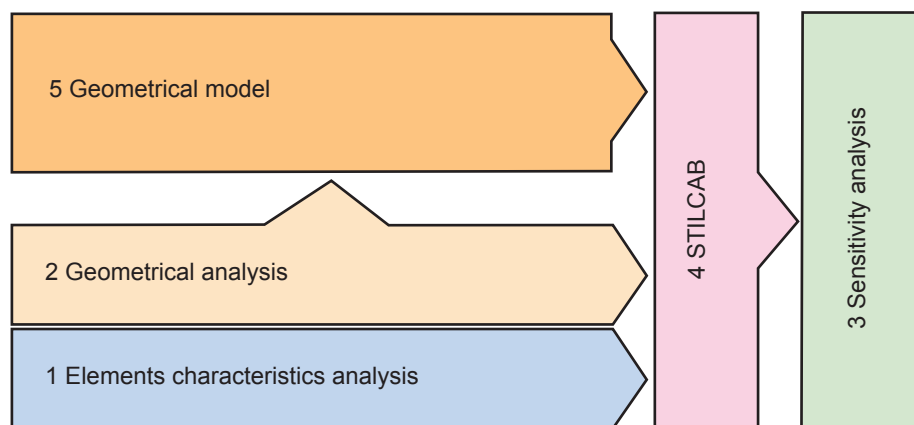 5 Geometrical model
2 Geometrical analysis
1 Elements characteristics analysis
4 STILCAB
3 Sensitivity analysis